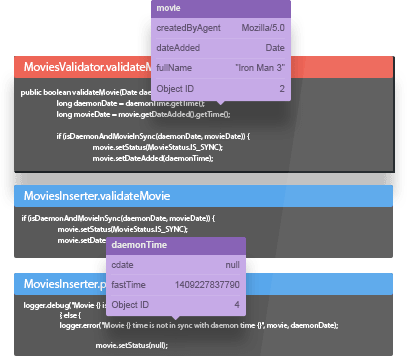 movie
createdByAgent Mozilla/5.0
dateAdded Date
fullName "Iron Man 3"
Object ID 2
MoviesValidator.validateM
public boolean validateMovie(Date
long daemonDate = daemonTime.getTime();
long movieDate = movie.getDateAdded().getTime();
if (isDaemonAndMovieInSync(daemonDate, movieDate)) {
movie.setStatus(MovieStatus.IS_SYNC);
movie.setDateAdded(daemonTime);
MoviesInserter.validateMovie
if (isDaemonAndMovieInSync(daemonDate, movieDate)) {
movie.setStatus(MovieStatus.IS_SYNC);
movie.setDate
daemonTime
cdate null
fastTime 1409227837790
Object ID 4
MoviesInserter.p
logger.debug("Movie {} is
} else {
logger.error("Movie {} time is not in sync with daemon time {}", movie, daemonDate);
movie.setStatus(null);